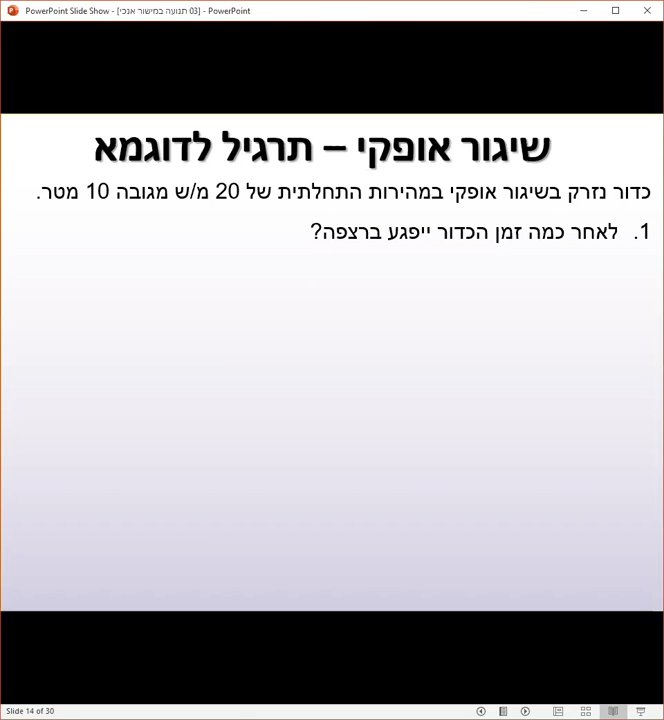 PowerPoint Slide Show - [03 תנועה במישור אנכי] - PowerPoint
שיגור אופקי – תרגיל לדוגמא
כדור נזרק בשיגור אופקי במהירות התחלתית של 20 מ/ש מגובה 10 מטר.
1. לאחר כמה זמן הכדור ייפגע ברצפה?
Slide 14 of 30